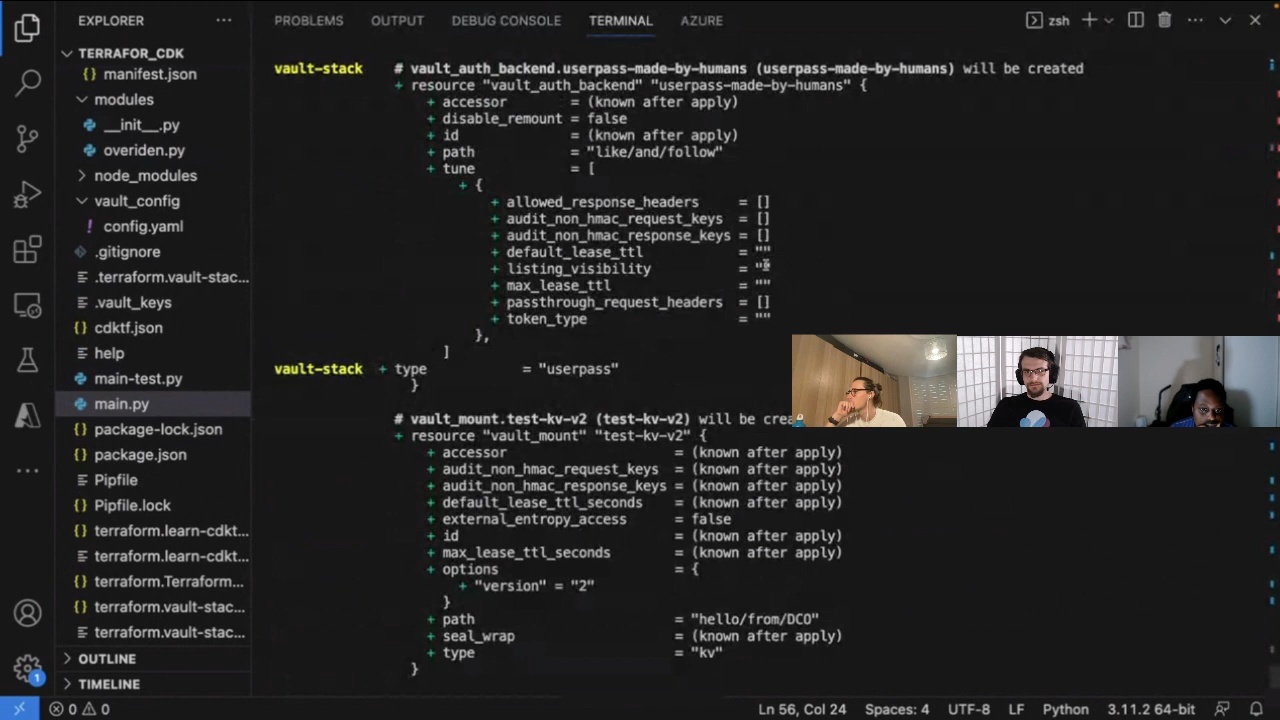 EXPLORER
PROBLEMS OUTPUT DEBUG CONSOLE TERMINAL AZURE
zsh
TERRAFOR_CDK
manifest.json
modules
__init__.py
overiden.py
node_modules
vault_config
config.yaml
.gitignore
.terraform.vault-stac...
.vault_keys
cdktf.json
help
main-test.py
main.py
package-lock.json
package.json
Pipfile
Pipfile.lock
terraform.learn-cdkt...
terraform.learn-cdkt...
terraform.Terraform...
terraform.vault-stac...
terraform.vault-stac...
OUTLINE
TIMELINE
vault-stack # vault_auth_backend.userpass-made-by-humans (userpass-made-by-humans) will be created
+ resource "vault_auth_backend" "userpass-made-by-humans" {
+ accessor = (known after apply)
+ disable_remount = false
+ id = (known after apply)
+ path = "like/and/follow"
+ tune = [
+ {
+ allowed_response_headers = []
+ audit_non_hmac_request_keys = []
+ audit_non_hmac_response_keys = []
+ default_lease_ttl = ""
+ listing_visibility = ""
+ max_lease_ttl = ""
+ passthrough_request_headers = []
+ token_type = ""
},
]
vault-stack + type = "userpass"
}
# vault_mount.test-kv-v2 (test-kv-v2) will be crea
+ resource "vault_mount" "test-kv-v2" {
+ accessor = (known after apply)
+ audit_non_hmac_request_keys = (known after apply)
+ audit_non_hmac_response_keys = (known after apply)
+ default_lease_ttl_seconds = (known after apply)
+ external_entropy_access = false
+ id = (known after apply)
+ max_lease_ttl_seconds = (known after apply)
+ options = {
+ "version" = "2"
}
+ path = "hello/from/DCO"
+ seal_wrap = (known after apply)
+ type = "kv"
}
1
0 0 Ln 56, Col 24 Spaces: 4 UTF-8 LF Python 3.11.2 64-bit